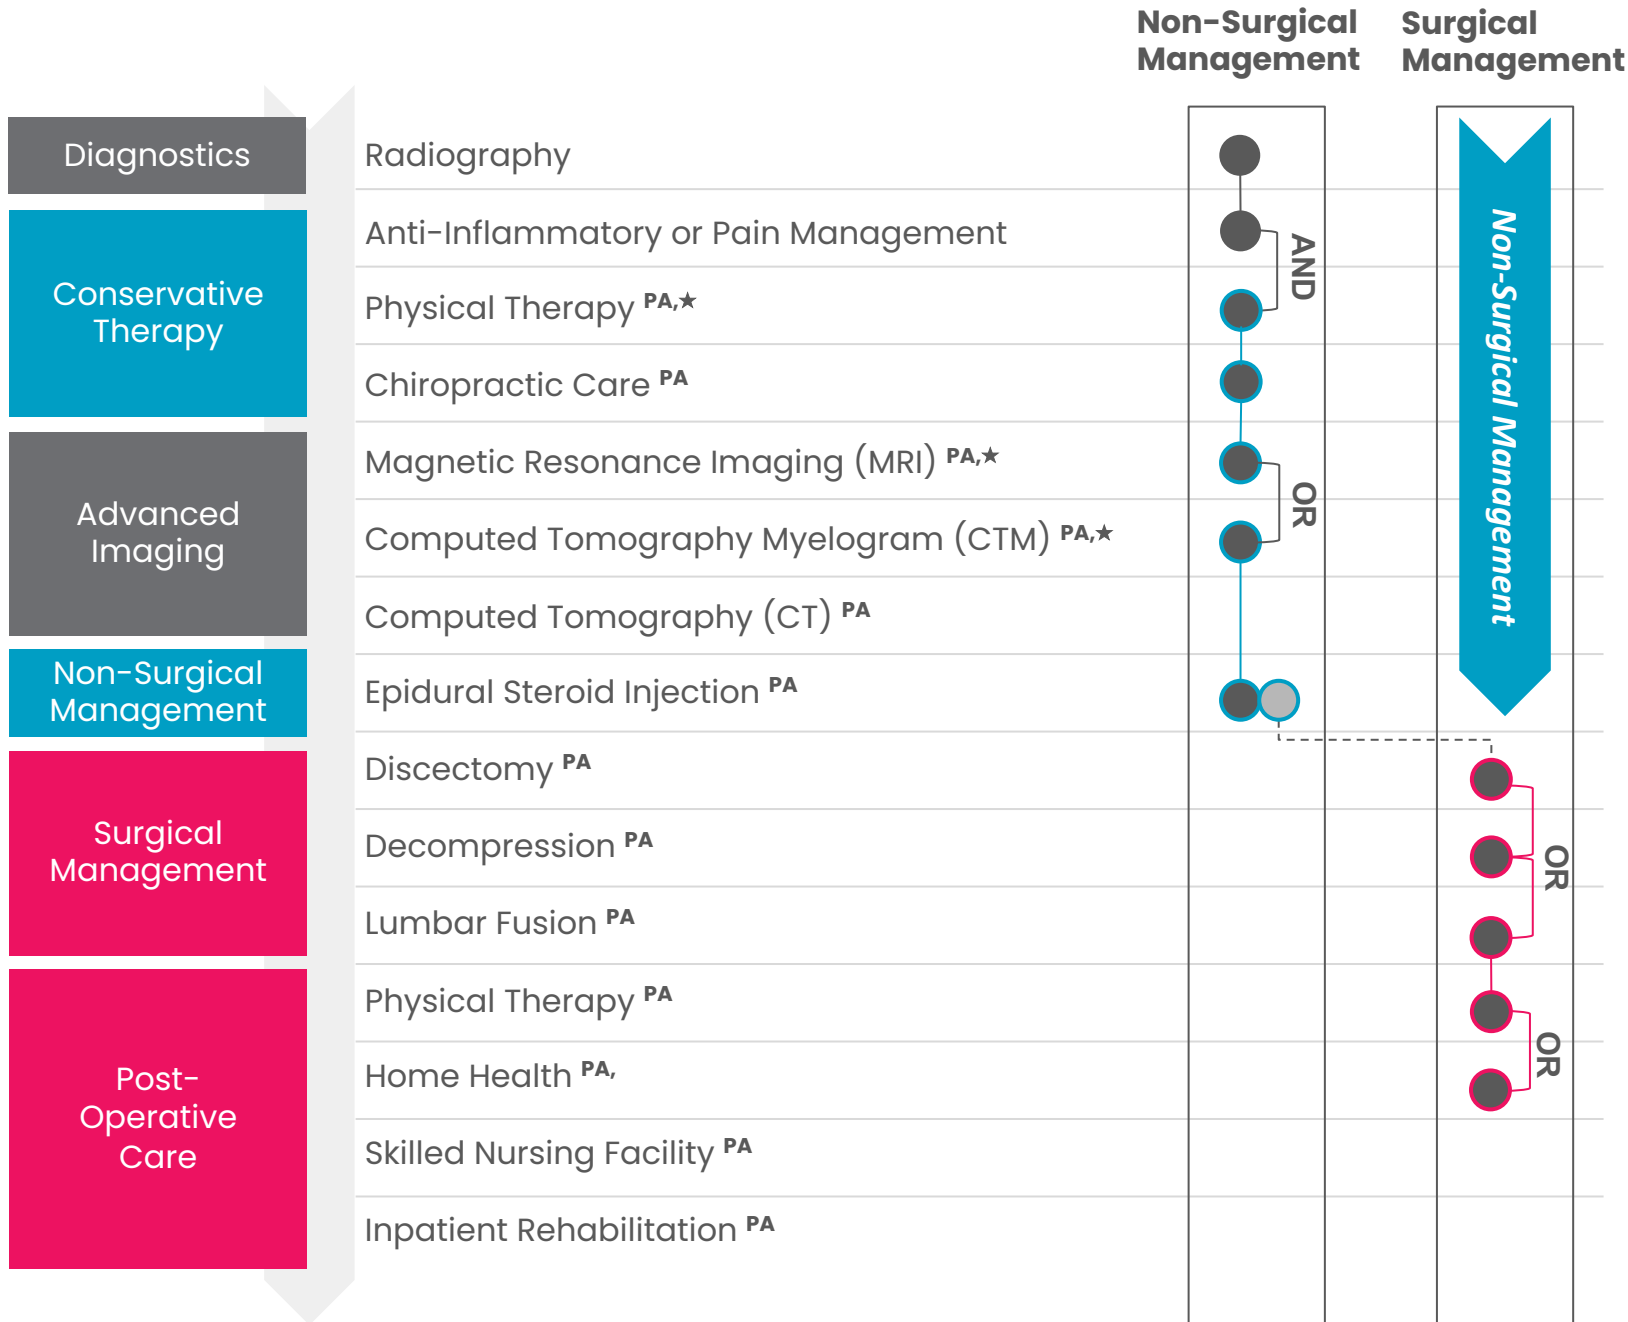 Non-Surgical
Management
Surgical
Management
Diagnostics
Radiography
Conservative
Therapy
Anti-Inflammatory or Pain Management
Physical Therapy PA,★
Chiropractic Care PA
AND
Advanced
Imaging
Magnetic Resonance Imaging (MRI) PA,★
Computed Tomography Myelogram (CTM) PA,★
Computed Tomography (CT) PA
OR
Non-Surgical Management
Non-Surgical
Management
Epidural Steroid Injection PA
Surgical
Management
Discectomy PA
Decompression PA
Lumbar Fusion PA
OR
Post-
Operative
Care
Physical Therapy PA
Home Health PA,
Skilled Nursing Facility PA
Inpatient Rehabilitation PA
OR